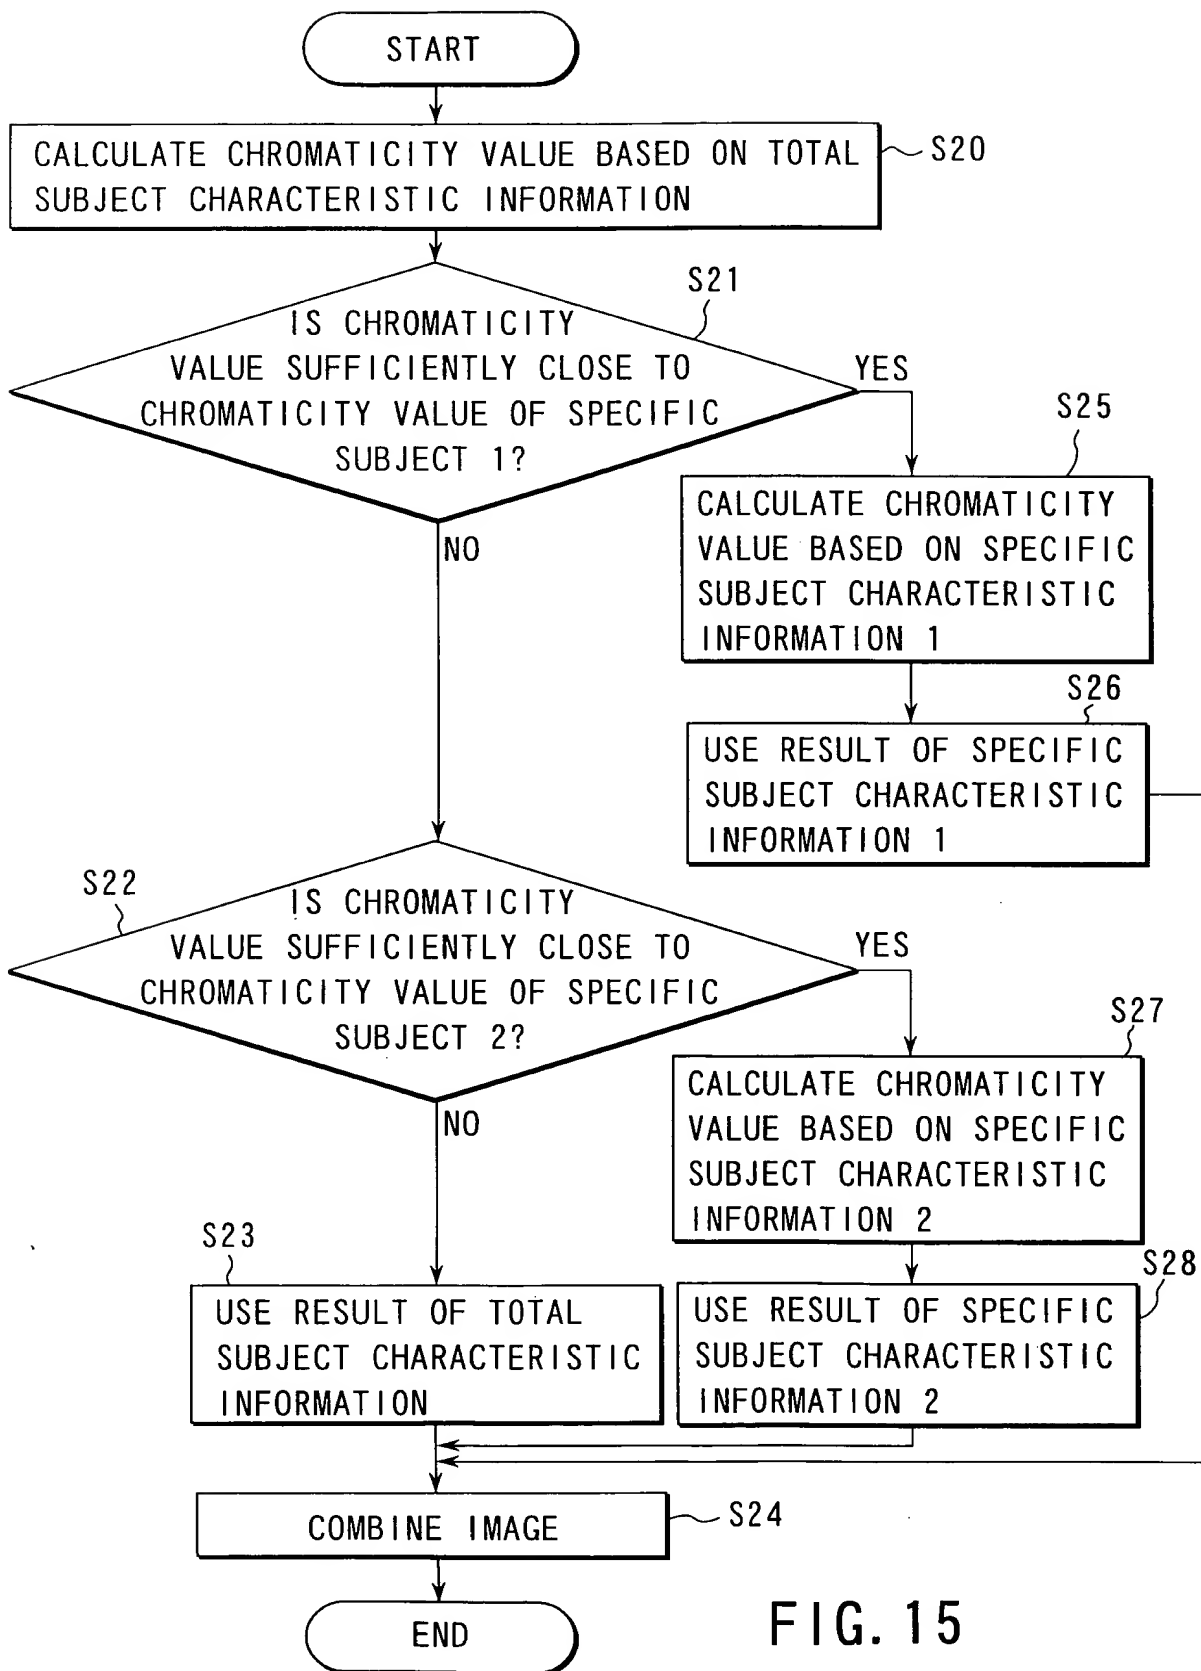 START
CALCULATE CHROMATICITY VALUE BASED ON TOTAL
SUBJECT CHARACTERISTIC INFORMATION
S20
S21
IS CHROMATICITY
VALUE SUFFICIENTLY CLOSE TO
CHROMATICITY VALUE OF SPECIFIC
SUBJECT 1?
YES
NO
S25
CALCULATE CHROMATICITY
VALUE BASED ON SPECIFIC
SUBJECT CHARACTERISTIC
INFORMATION 1
S26
USE RESULT OF SPECIFIC
SUBJECT CHARACTERISTIC
INFORMATION 1
S22
IS CHROMATICITY
VALUE SUFFICIENTLY CLOSE TO
CHROMATICITY VALUE OF SPECIFIC
SUBJECT 2?
YES
NO
S27
CALCULATE CHROMATICITY
VALUE BASED ON SPECIFIC
SUBJECT CHARACTERISTIC
INFORMATION 2
S23
USE RESULT OF TOTAL
SUBJECT CHARACTERISTIC
INFORMATION
S28
USE RESULT OF SPECIFIC
SUBJECT CHARACTERISTIC
INFORMATION 2
COMBINE IMAGE
S24
END
FIG. 15